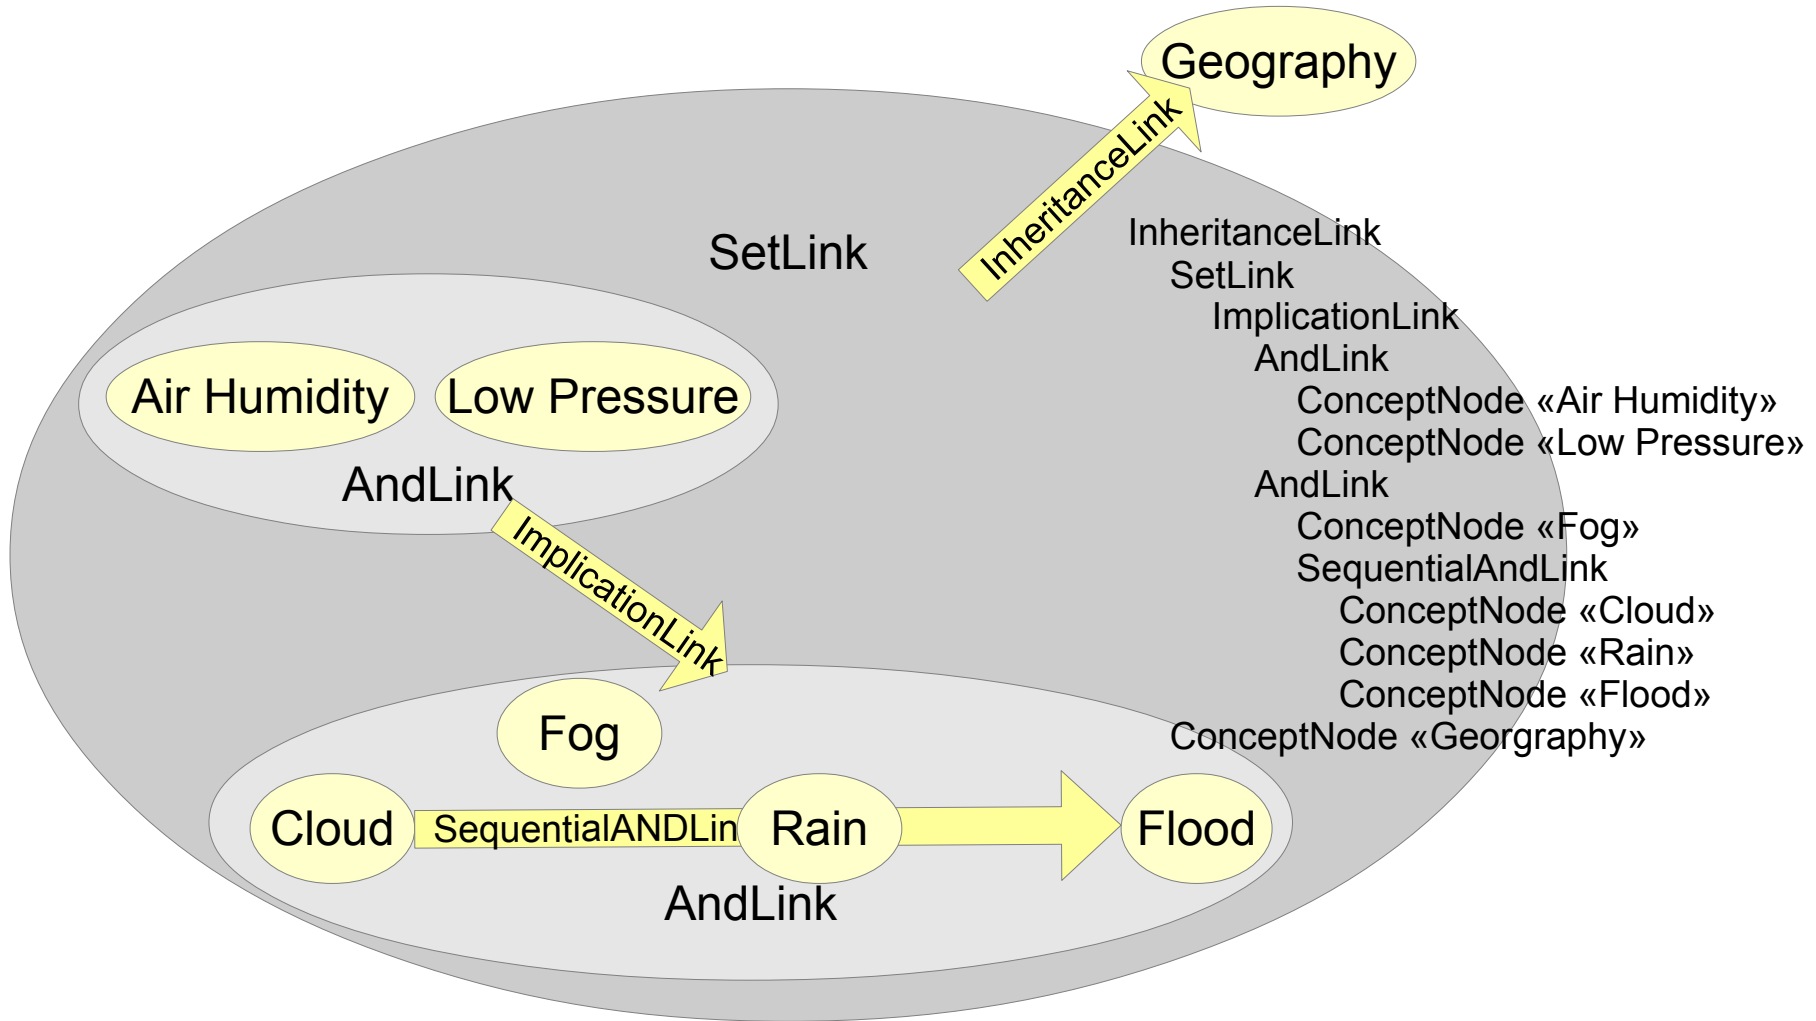 Geography
InheritanceLink
SetLink
Air Humidity
Low Pressure
AndLink
ImplicationLink
Fog
Cloud
SequentialANDLin
Rain
Flood
AndLink
InheritanceLink
SetLink
ImplicationLink
AndLink
ConceptNode «Air Humidity»
ConceptNode «Low Pressure»
AndLink
ConceptNode «Fog»
SequentialAndLink
ConceptNode «Cloud»
ConceptNode «Rain»
ConceptNode «Flood»
ConceptNode «Georgraphy»